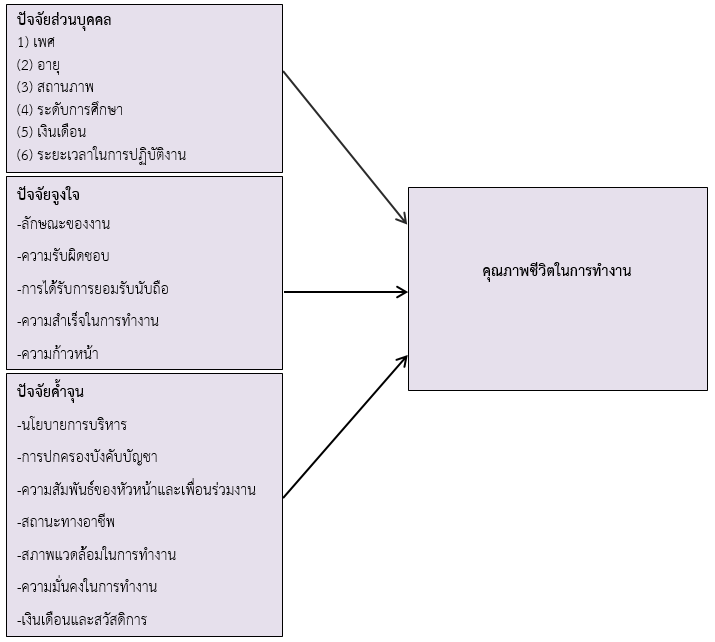 ปัจจัยส่วนบุคคล
1) เพศ
(2) อายุ
(3) สถานภาพ
(4) ระดับการศึกษา
(5) เงินเดือน
(6) ระยะเวลาในการปฏิบัติงาน
ปัจจัยจูงใจ
-ลักษณะของงาน
-ความรับผิดชอบ
-การได้รับการยอมรับนับถือ
-ความสำเร็จในการทำงาน
-ความก้าวหน้า
ปัจจัยค้ำจุน
-นโยบายการบริหาร
-การปกครองบังคับบัญชา
-ความสัมพันธ์ของหัวหน้าและเพื่อนร่วมงาน
-สถานะทางอาชีพ
-สภาพแวดล้อมในการทำงาน
-ความมั่นคงในการทำงาน
-เงินเดือนและสวัสดิการ
คุณภาพชีวิตในการทำงาน